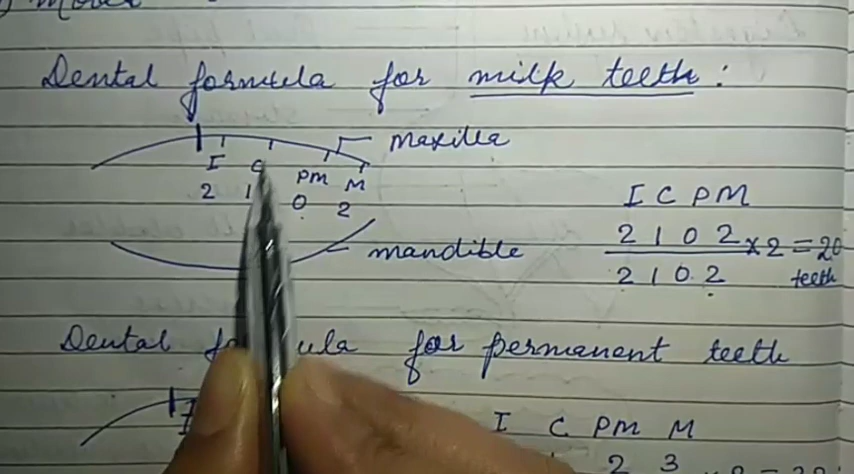 Dental formula for milk teeth :
maxilla
I C PM M
2 1 0 2
mandible
I C PM M
2 1 0 2
2 1 0 2
×2 = 20
teeth
Dental for permanent teeth
I C PM M
2 3